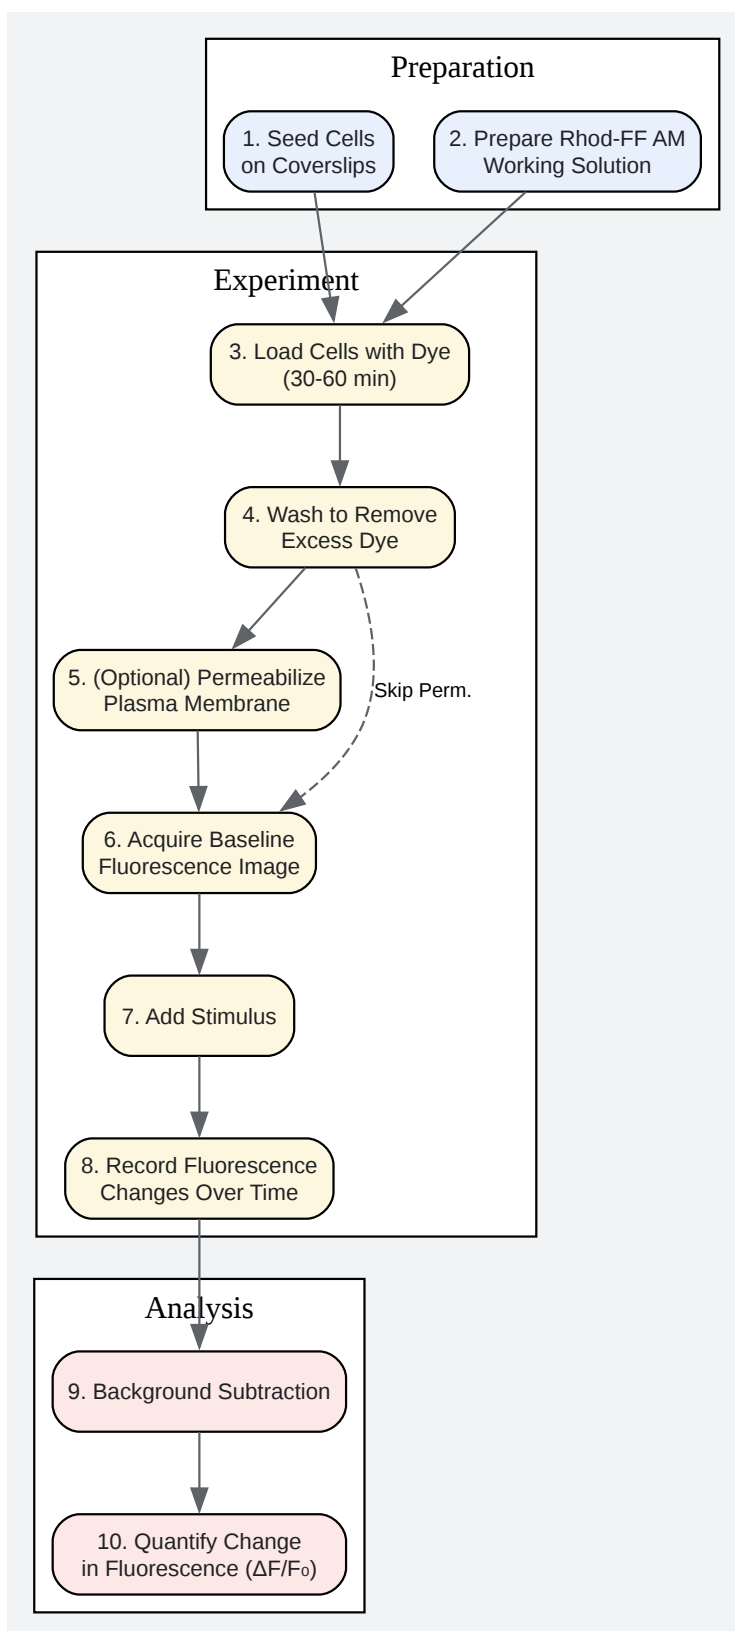 Preparation
1. Seed Cells
on Coverslips
2. Prepare Rhod-FF AM
Working Solution
Experiment
3. Load Cells with Dye
(30-60 min)
4. Wash to Remove
Excess Dye
5. (Optional) Permeabilize
Plasma Membrane
Skip Perm.
6. Acquire Baseline
Fluorescence Image
7. Add Stimulus
8. Record Fluorescence
Changes Over Time
Analysis
9. Background Subtraction
10. Quantify Change
in Fluorescence (ΔF/F₀)